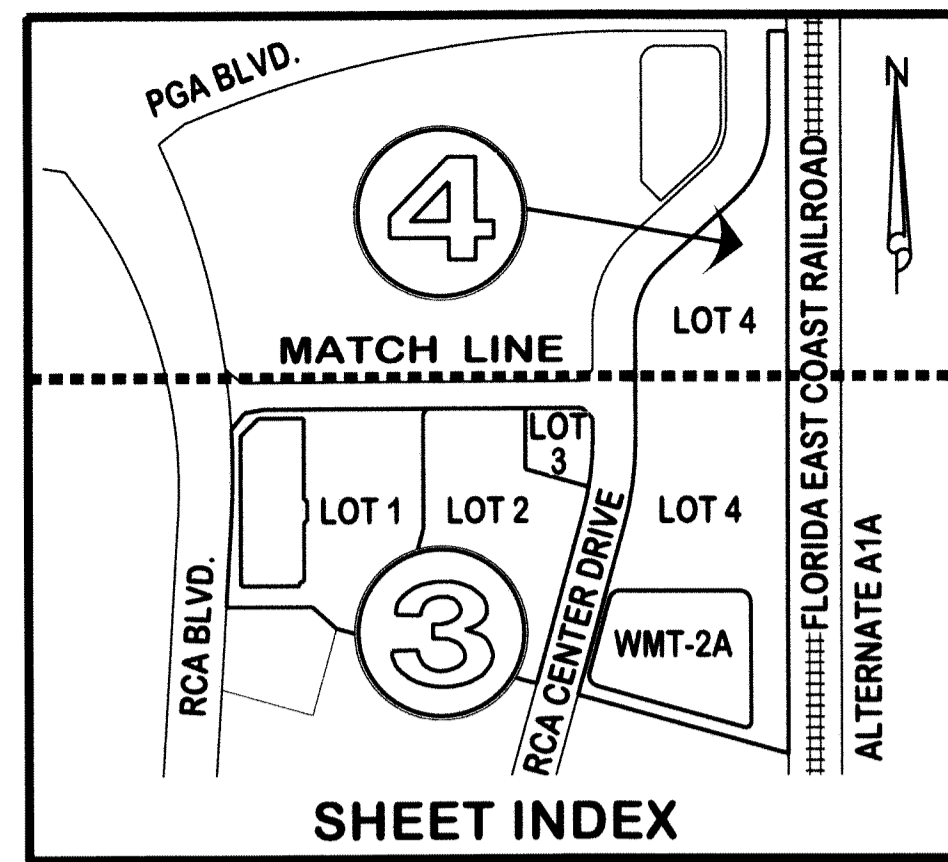 PGA BLVD.
N
4
LOT 4
MATCH LINE
FLORIDA EAST COAST RAILROAD
LOT
3
LOT 1
LOT 2
LOT 4
ALTERNATE A1A
RCA BLVD.
3
RCA CENTER DRIVE
WMT-2A
SHEET INDEX